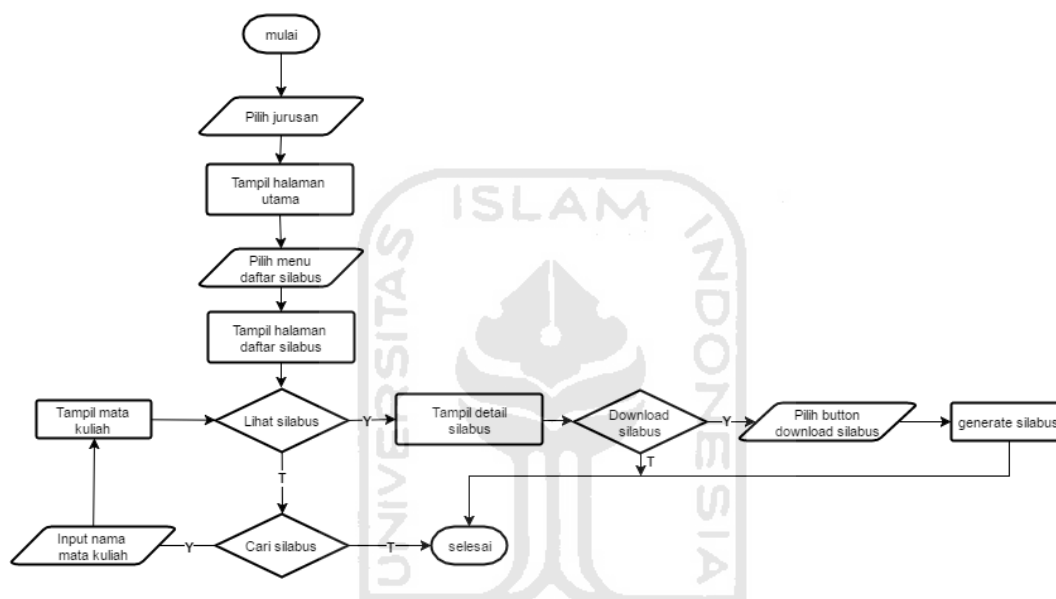 mulai
Pilih jurusan
Tampil halaman
utama
Pilih menu
daftar silabus
Tampil halaman
daftar silabus
Tampil mata
kuliah
Lihat silabus
Y
Tampil detail
silabus
Download
silabus
Y
Pilih button
download silabus
generate silabus
T
T
Input nama
mata kuliah
Y
Cari silabus
T
selesai
UNIVERSITAS
ISLAM
INDONESIA